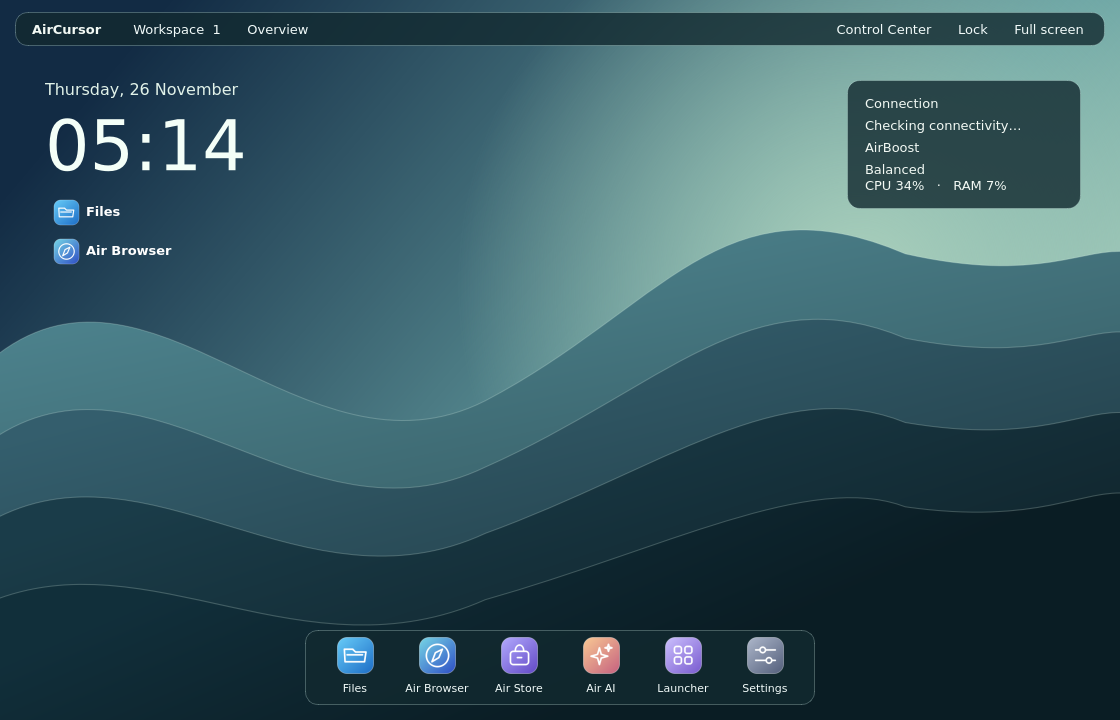 AirCursor Workspace 1 Overview Control Center Lock Full screen
Thursday, 26 November
05:14
Files
Air Browser
Connection
Checking connectivity…
AirBoost
Balanced
CPU 34% · RAM 7%
Files Air Browser Air Store Air AI Launcher Settings